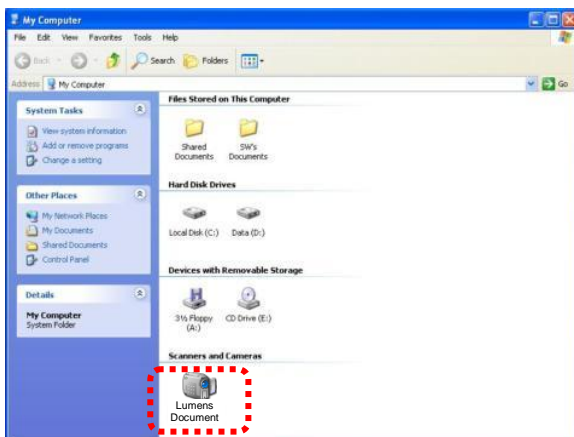 My Computer
File Edit View Favorites Tools Help
Back Search Folders
Address My Computer Go
System Tasks
View system information
Add or remove programs
Change a setting
Other Places
My Network Places
My Documents
Shared Documents
Control Panel
Details
My Computer
System Folder
Files Stored on This Computer
Shared Documents
SW's Documents
Hard Disk Drives
Local Disk (C:) Data (D:)
Devices with Removable Storage
3½ Floppy (A:)
CD Drive (E:)
Scanners and Cameras
Lumens
Document